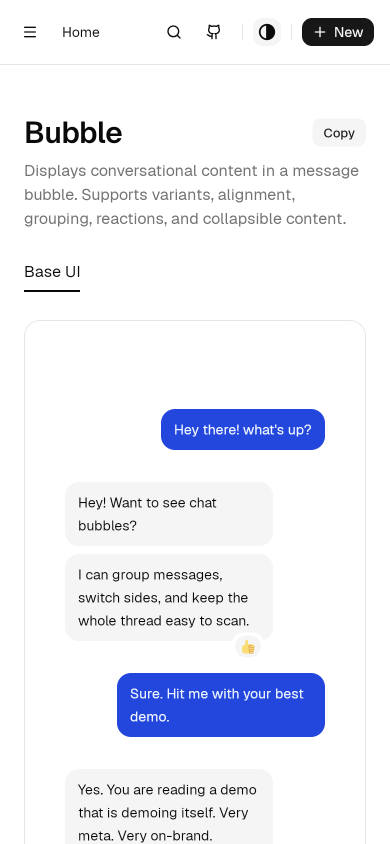 Home
New
Bubble
Copy
Displays conversational content in a message
bubble. Supports variants, alignment,
grouping, reactions, and collapsible content.
Base UI
Hey there! what's up?
Hey! Want to see chat
bubbles?
I can group messages,
switch sides, and keep the
whole thread easy to scan.
Sure. Hit me with your best
demo.
Yes. You are reading a demo
that is demoing itself. Very
meta. Very on-brand.